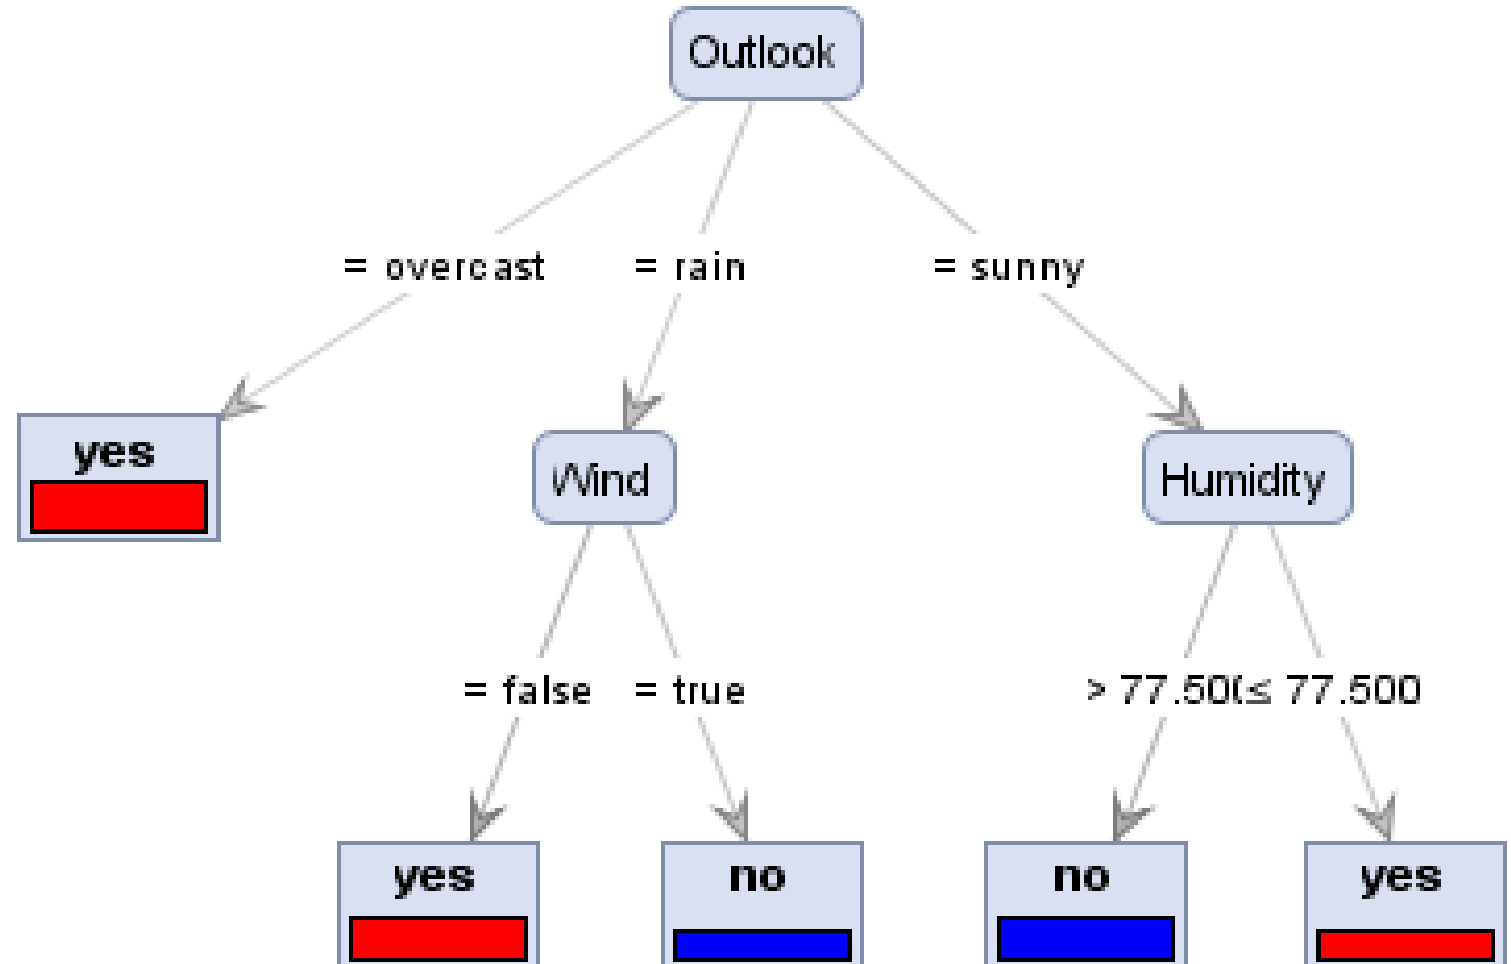 Outlook
= overcast
= rain
= sunny
yes
Wind
Humidity
= false
= true
> 77.50
≤ 77.500
yes
no
no
yes